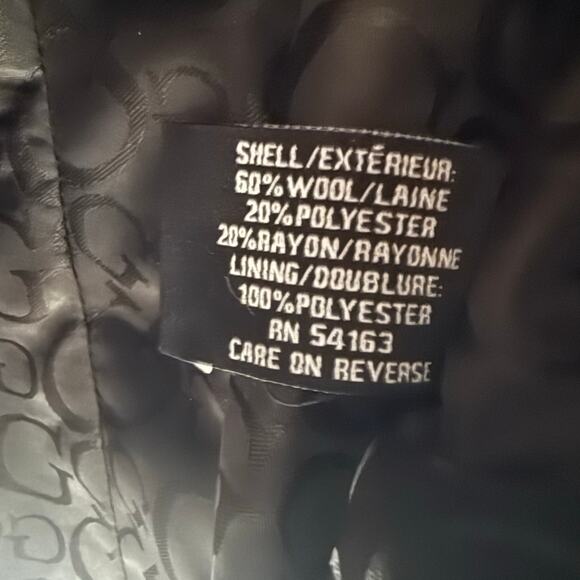 SHELL/EXTÉRIEUR:
60% WOOL/LAINE
20% POLYESTER
20% RAYON/RAYONNE
LINING/DOUBLURE:
100% POLYESTER
RN 54163
CARE ON REVERSE